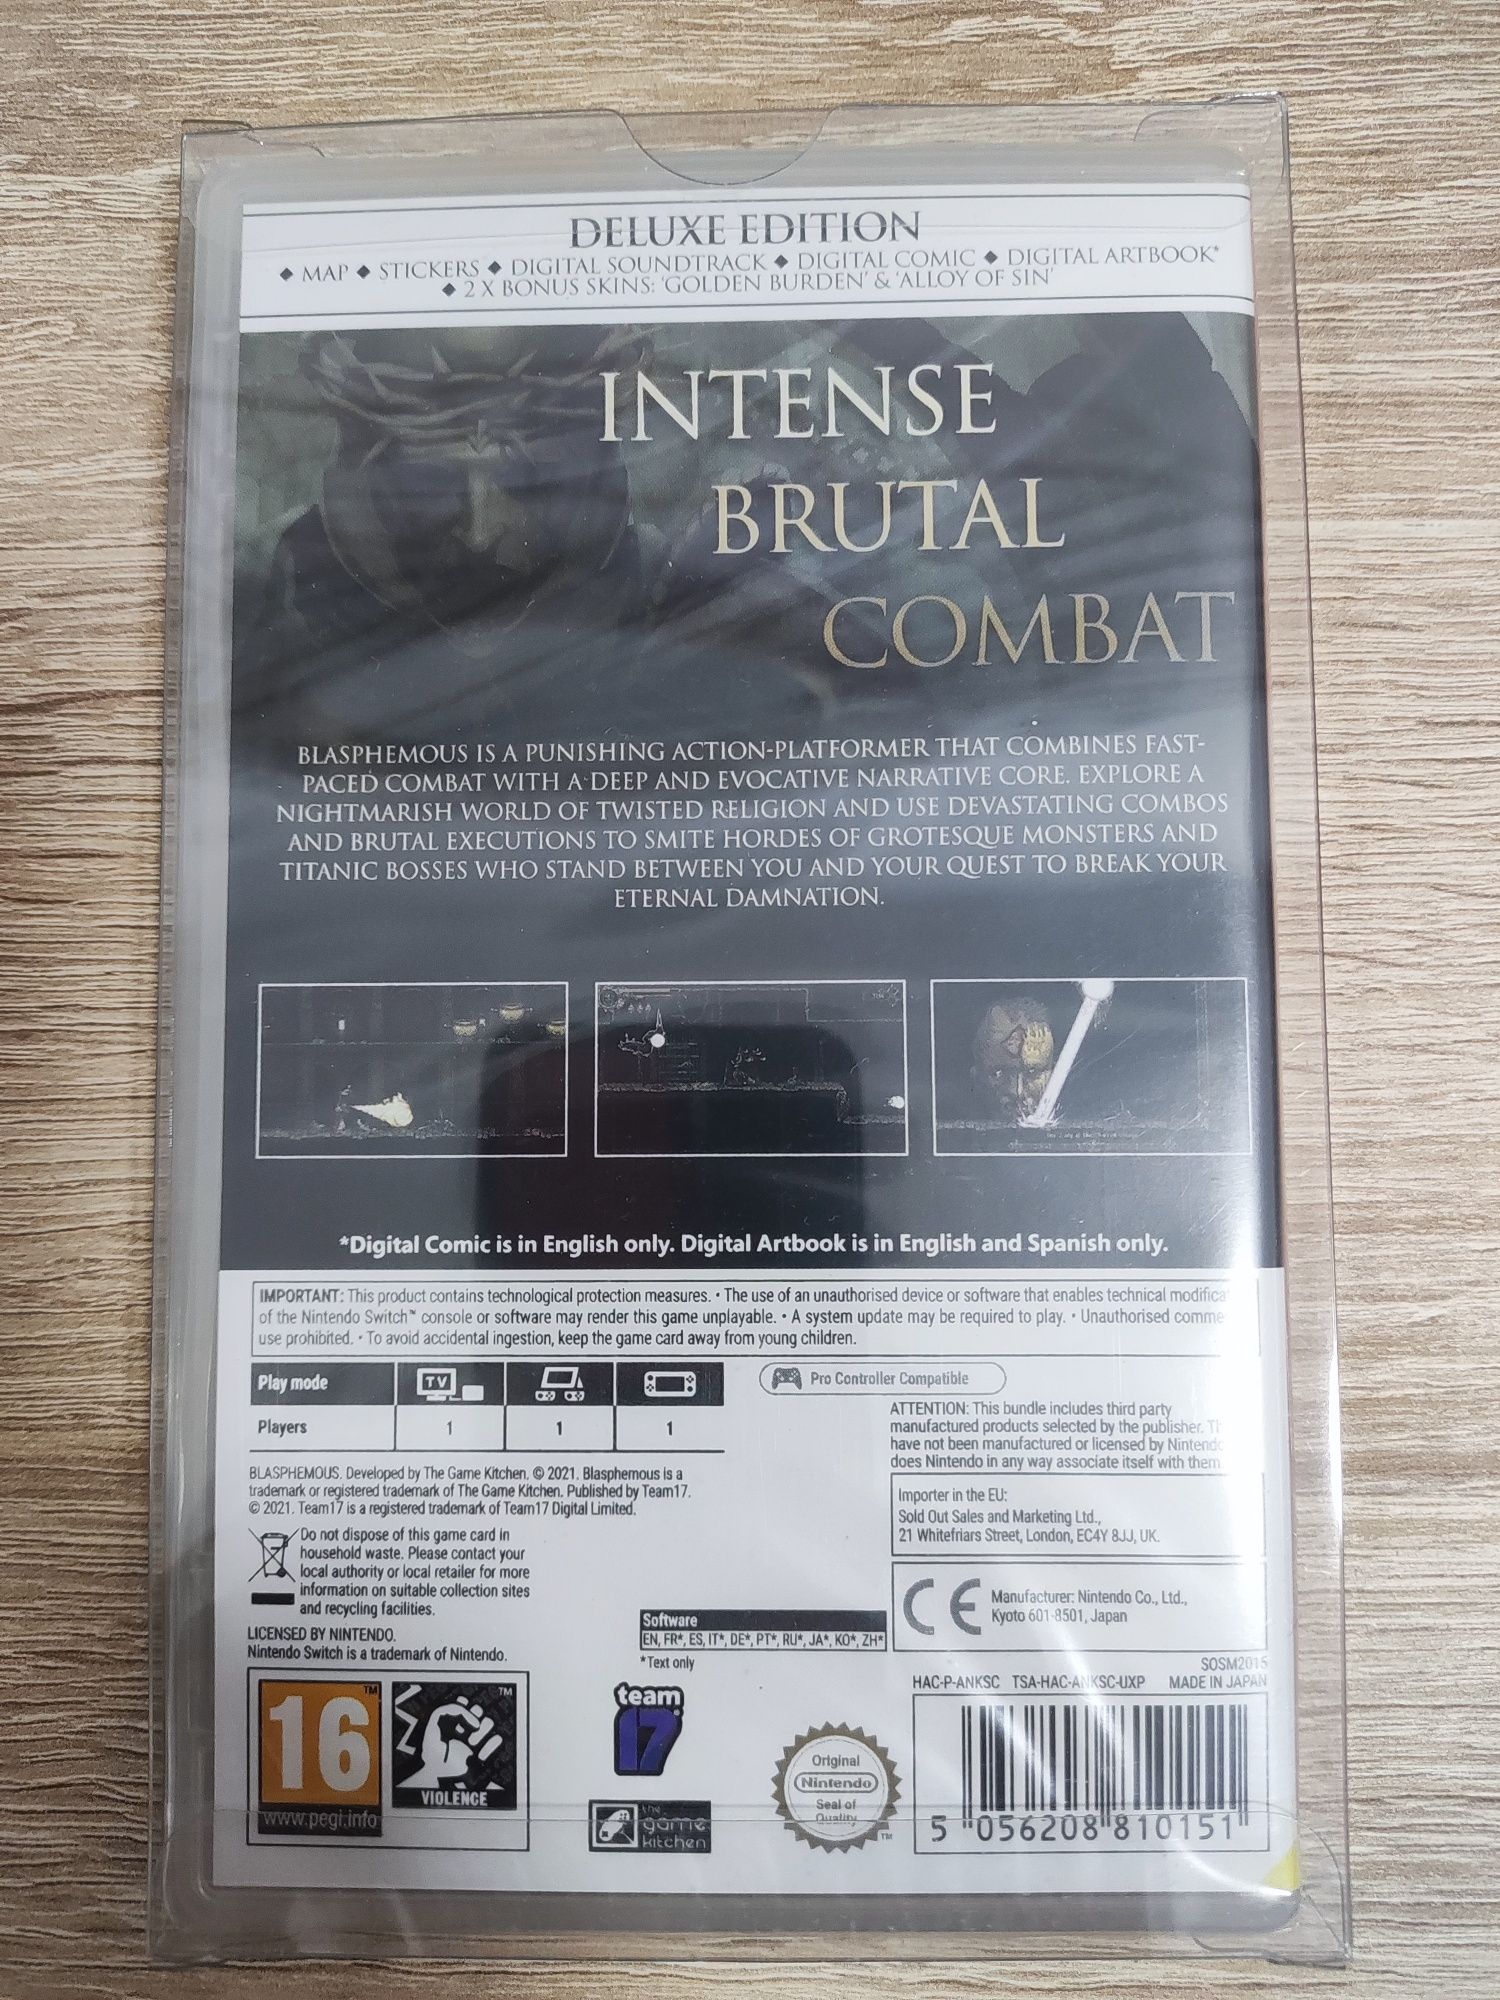 DELUXE EDITION
◆ MAP ◆ STICKERS ◆ DIGITAL SOUNDTRACK ◆ DIGITAL COMIC ◆ DIGITAL ARTBOOK*
◆ 2 X BONUS SKINS: 'GOLDEN BURDEN' & 'ALLOY OF SIN'
INTENSE
BRUTAL
COMBAT
BLASPHEMOUS IS A PUNISHING ACTION-PLATFORMER THAT COMBINES FAST-
PACED COMBAT WITH A DEEP AND EVOCATIVE NARRATIVE CORE. EXPLORE A
NIGHTMARISH WORLD OF TWISTED RELIGION AND USE DEVASTATING COMBOS
AND BRUTAL EXECUTIONS TO SMITE HORDES OF GROTESQUE MONSTERS AND
TITANIC BOSSES WHO STAND BETWEEN YOU AND YOUR QUEST TO BREAK YOUR
ETERNAL DAMNATION.
*Digital Comic is in English only. Digital Artbook is in English and Spanish only.
IMPORTANT: This product contains technological protection measures. • The use of an unauthorised device or software that enables technical modifica
of the Nintendo Switch™ console or software may render this game unplayable. • A system update may be required to play. • Unauthorised comme
use prohibited. • To avoid accidental ingestion, keep the game card away from young children.
Play mode TV
Players 1 1 1
Pro Controller Compatible
ATTENTION: This bundle includes third party
manufactured products selected by the publisher. Th
have not been manufactured or licensed by Nintendo
does Nintendo in any way associate itself with them
BLASPHEMOUS. Developed by The Game Kitchen. © 2021. Blasphemous is a
trademark or registered trademark of The Game Kitchen. Published by Team17.
© 2021. Team17 is a registered trademark of Team17 Digital Limited.
Importer in the EU:
Sold Out Sales and Marketing Ltd.,
21 Whitefriars Street, London, EC4Y 8JJ, UK.
Do not dispose of this game card in
household waste. Please contact your
local authority or local retailer for more
information on suitable collection sites
and recycling facilities.
CE
Manufacturer: Nintendo Co., Ltd.,
Kyoto 601-8501, Japan
Software
EN, FR*, ES, IT*, DE*, PT*, RU*, JA*, KO*, ZH*
*Text only
LICENSED BY NINTENDO.
Nintendo Switch is a trademark of Nintendo.
SOSM2015
HAC-P-ANKSC TSA-HAC-ANKSC-UXP MADE IN JAPAN
16 TM
www.pegi.info
TM
VIOLENCE
team
17
the
game
kitchen
Original
Nintendo
Seal of
Quality
TM
5 056208 810151